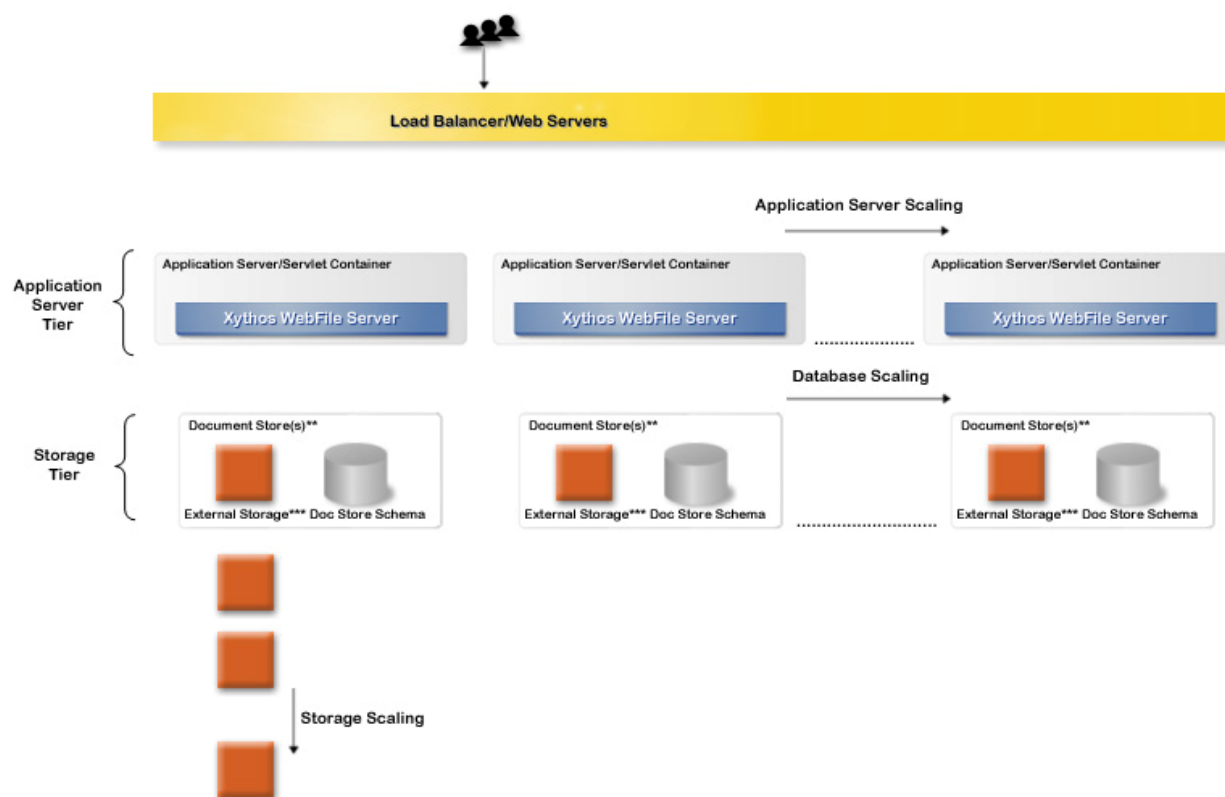 Load Balancer/Web Servers
Application Server Scaling
Application
Server
Tier
Application Server/Servlet Container
Xythos WebFile Server
Application Server/Servlet Container
Xythos WebFile Server
Application Server/Servlet Container
Xythos WebFile Server
Database Scaling
Storage
Tier
Document Store(s)**
External Storage*** Doc Store Schema
Document Store(s)**
External Storage*** Doc Store Schema
Document Store(s)**
External Storage*** Doc Store Schema
Storage Scaling